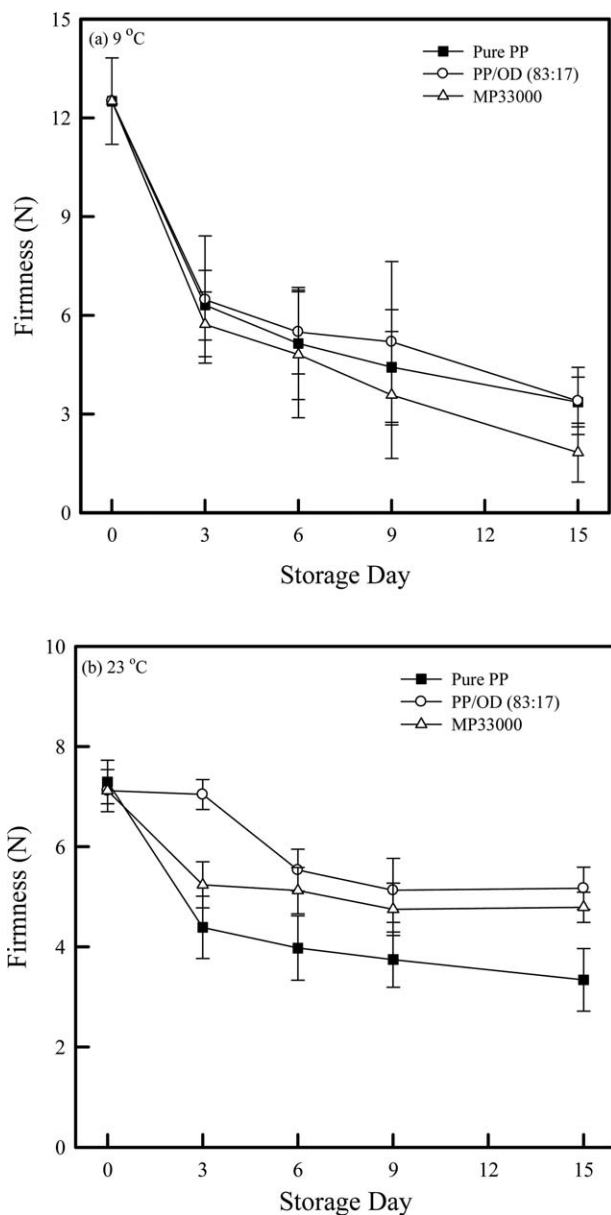 15
(a) 9 °C
Pure PP
PP/OD (83:17)
MP33000
12
9
6
3
0
Firmness (N)
0 3 6 9 12 15
Storage Day
10
(b) 23 °C
Pure PP
PP/OD (83:17)
MP33000
8
6
4
2
0
Firmness (N)
0 3 6 9 12 15
Storage Day